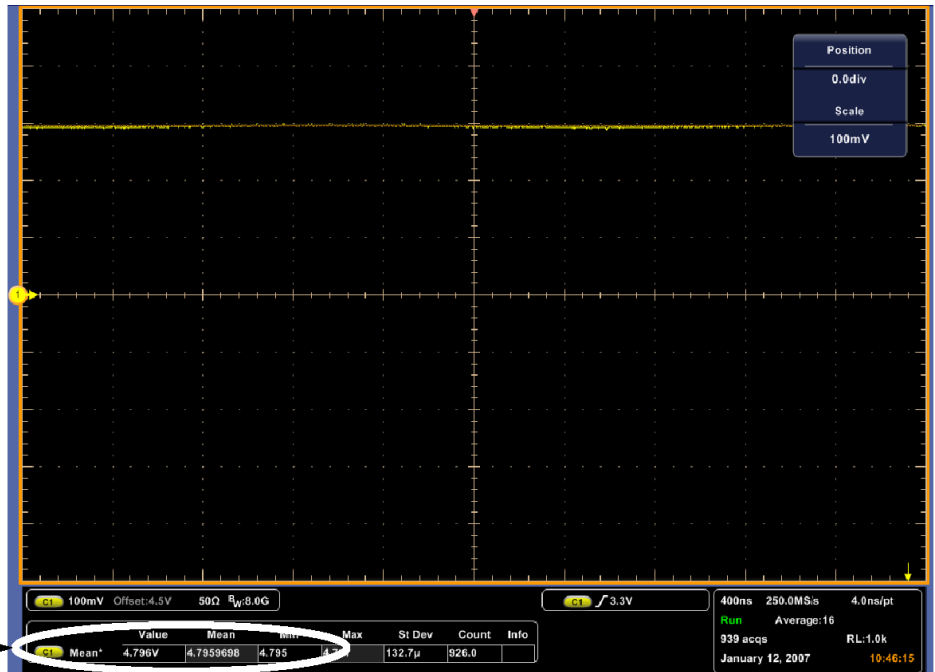 Position
0.0div
Scale
100mV
1
C1 100mV Offset:4.5V 50Ω BW:8.0G
C1 3.3V
400ns 250.0MS/s 4.0ns/pt
Run Average:16
939 acqs RL:1.0k
January 12, 2007 10:46:15
Value Mean Min Max St Dev Count Info
C1 Mean* 4.796V 4.7959698 4.795 132.7µ 926.0